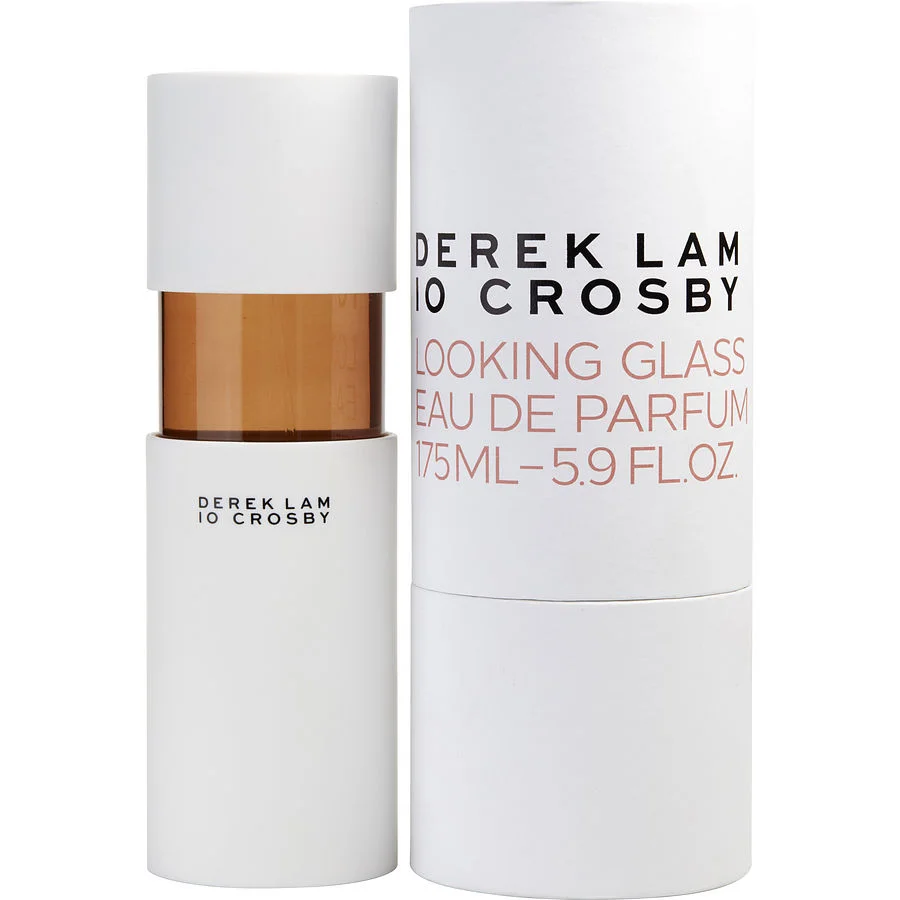 DEREK LAM
10 CROSBY
DEREK LAM
10 CROSBY
LOOKING GLASS
EAU DE PARFUM
175ML–5.9 FL.OZ.